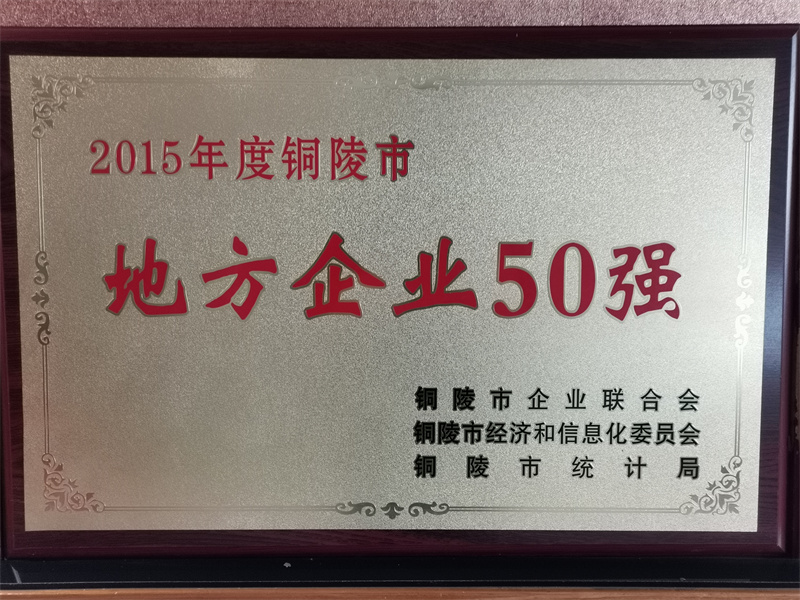 2015年度铜陵市
地方企业50强
铜陵市企业联合会
铜陵市经济和信息化委员会
铜陵市统计局